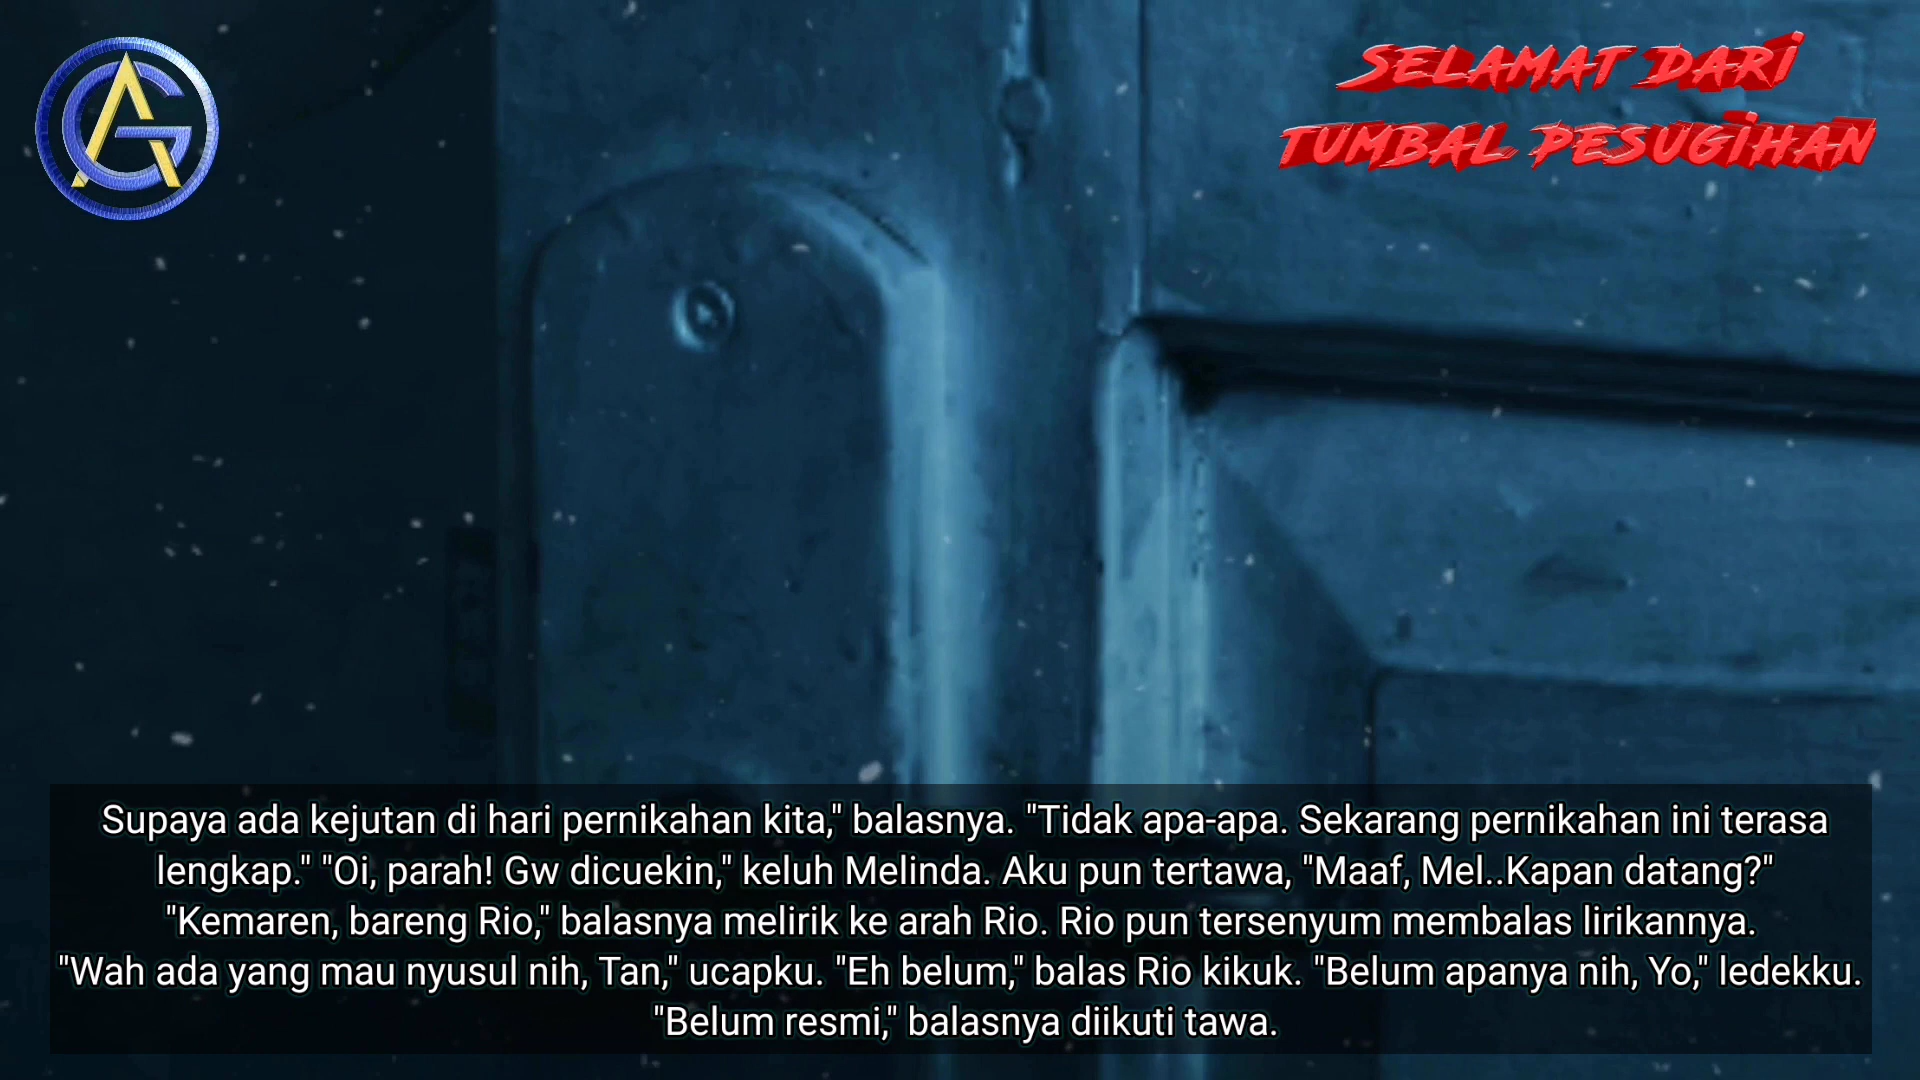 SELAMAT DARI
TUMBAL PESUGIHAN
Supaya ada kejutan di hari pernikahan kita," balasnya. "Tidak apa-apa. Sekarang pernikahan ini terasa
lengkap." "Oi, parah! Gw dicuekin," keluh Melinda. Aku pun tertawa, "Maaf, Mel..Kapan datang?"
"Kemaren, bareng Rio," balasnya melirik ke arah Rio. Rio pun tersenyum membalas lirikannya.
"Wah ada yang mau nyusul nih, Tan," ucapku. "Eh belum," balas Rio kikuk. "Belum apanya nih, Yo," ledekku.
"Belum resmi," balasnya diikuti tawa.